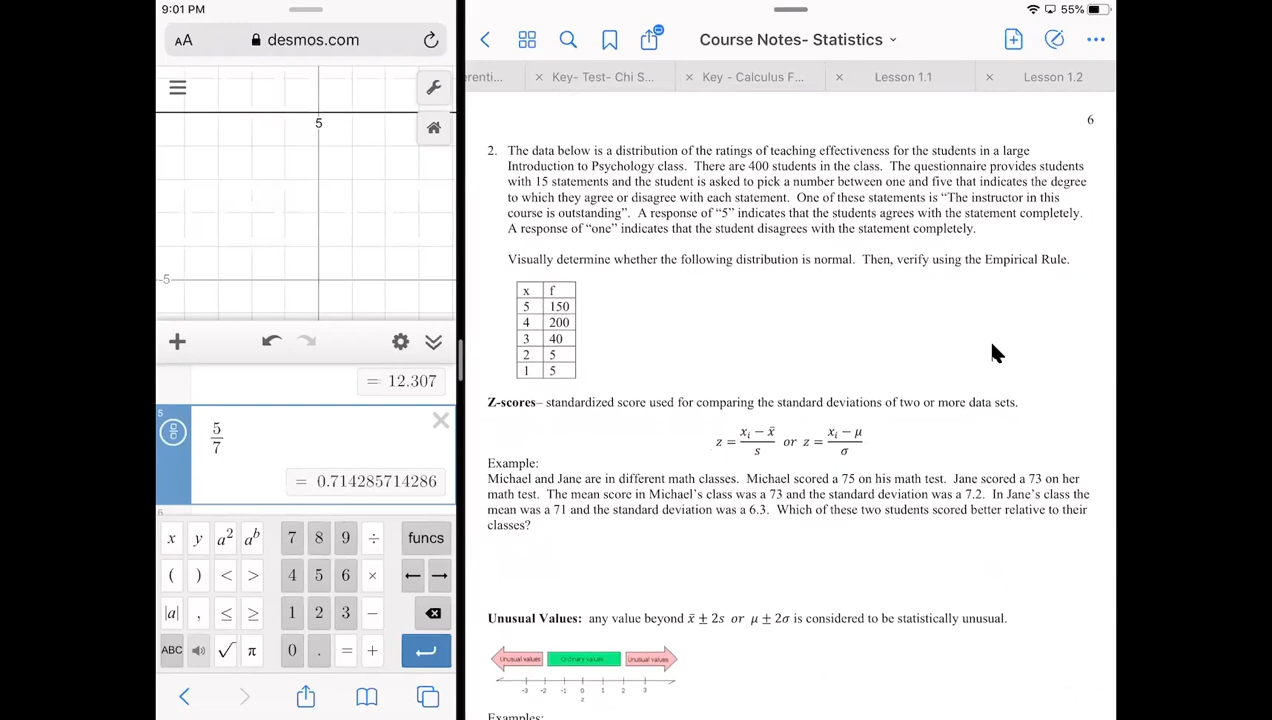 9:01 PM
55%
AA desmos.com
Course Notes- Statistics
erenti... × Key- Test- Chi S... × Key - Calculus F... × Lesson 1.1 × Lesson 1.2
5
-5
= 12.307
5
5
7
= 0.714285714286
6
x y a² aᵇ 7 8 9 ÷ funcs
( ) < > 4 5 6 × ← →
|a| , ≤ ≥ 1 2 3 −
ABC √ π 0 . = +
6
2. The data below is a distribution of the ratings of teaching effectiveness for the students in a large
Introduction to Psychology class. There are 400 students in the class. The questionnaire provides students
with 15 statements and the student is asked to pick a number between one and five that indicates the degree
to which they agree or disagree with each statement. One of these statements is “The instructor in this
course is outstanding”. A response of “5” indicates that the students agrees with the statement completely.
A response of “one” indicates that the student disagrees with the statement completely.
Visually determine whether the following distribution is normal. Then, verify using the Empirical Rule.
x f
5 150
4 200
3 40
2 5
1 5
Z-scores– standardized score used for comparing the standard deviations of two or more data sets.
z = (xᵢ − x̄)/s or z = (xᵢ − μ)/σ
Example:
Michael and Jane are in different math classes. Michael scored a 75 on his math test. Jane scored a 73 on her
math test. The mean score in Michael’s class was a 73 and the standard deviation was a 7.2. In Jane’s class the
mean was a 71 and the standard deviation was a 6.3. Which of these two students scored better relative to their
classes?
Unusual Values: any value beyond x̄ ± 2s or μ ± 2σ is considered to be statistically unusual.
Unusual values Ordinary values Unusual values
-3 -2 -1 0 1 2 3
z
Examples: